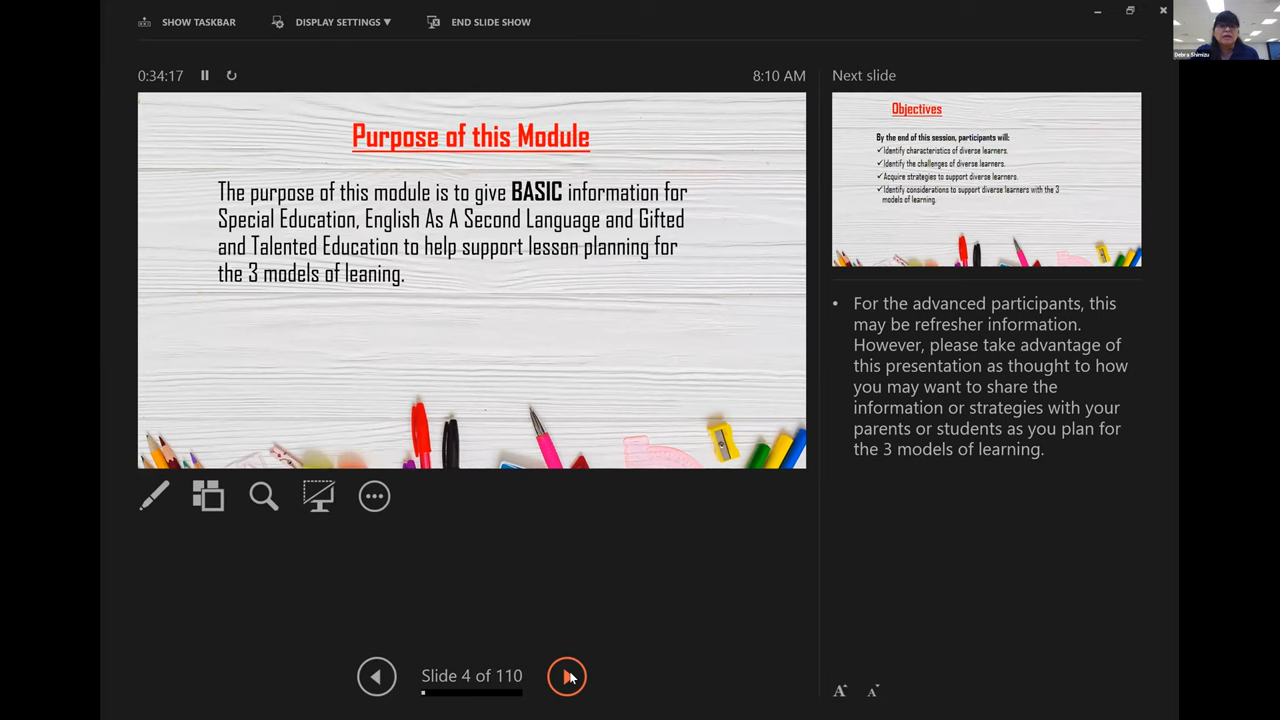 SHOW TASKBAR
DISPLAY SETTINGS ▼
END SLIDE SHOW
Debra Shimizu
0:34:17
8:10 AM
Purpose of this Module
The purpose of this module is to give BASIC information for
Special Education, English As A Second Language and Gifted
and Talented Education to help support lesson planning for
the 3 models of leaning.
Next slide
Objectives
By the end of this session, participants will:
✓Identify characteristics of diverse learners.
✓Identify the challenges of diverse learners.
✓Acquire strategies to support diverse learners.
✓Identify considerations to support diverse learners with the 3
models of learning.
• For the advanced participants, this
may be refresher information.
However, please take advantage of
this presentation as thought to how
you may want to share the
information or strategies with your
parents or students as you plan for
the 3 models of learning.
Slide 4 of 110
A A